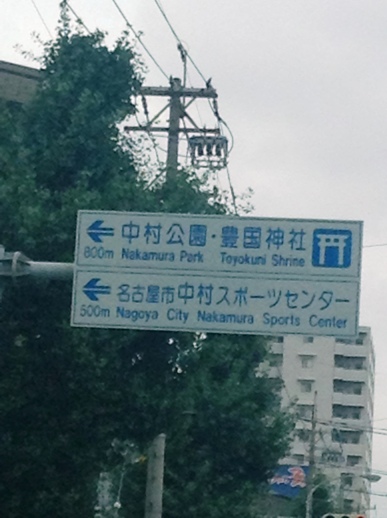 中村公園・豊国神社
800m Nakamura Park Toyokuni Shrine
名古屋市中村スポーツセンター
500m Nagoya City Nakamura Sports Center